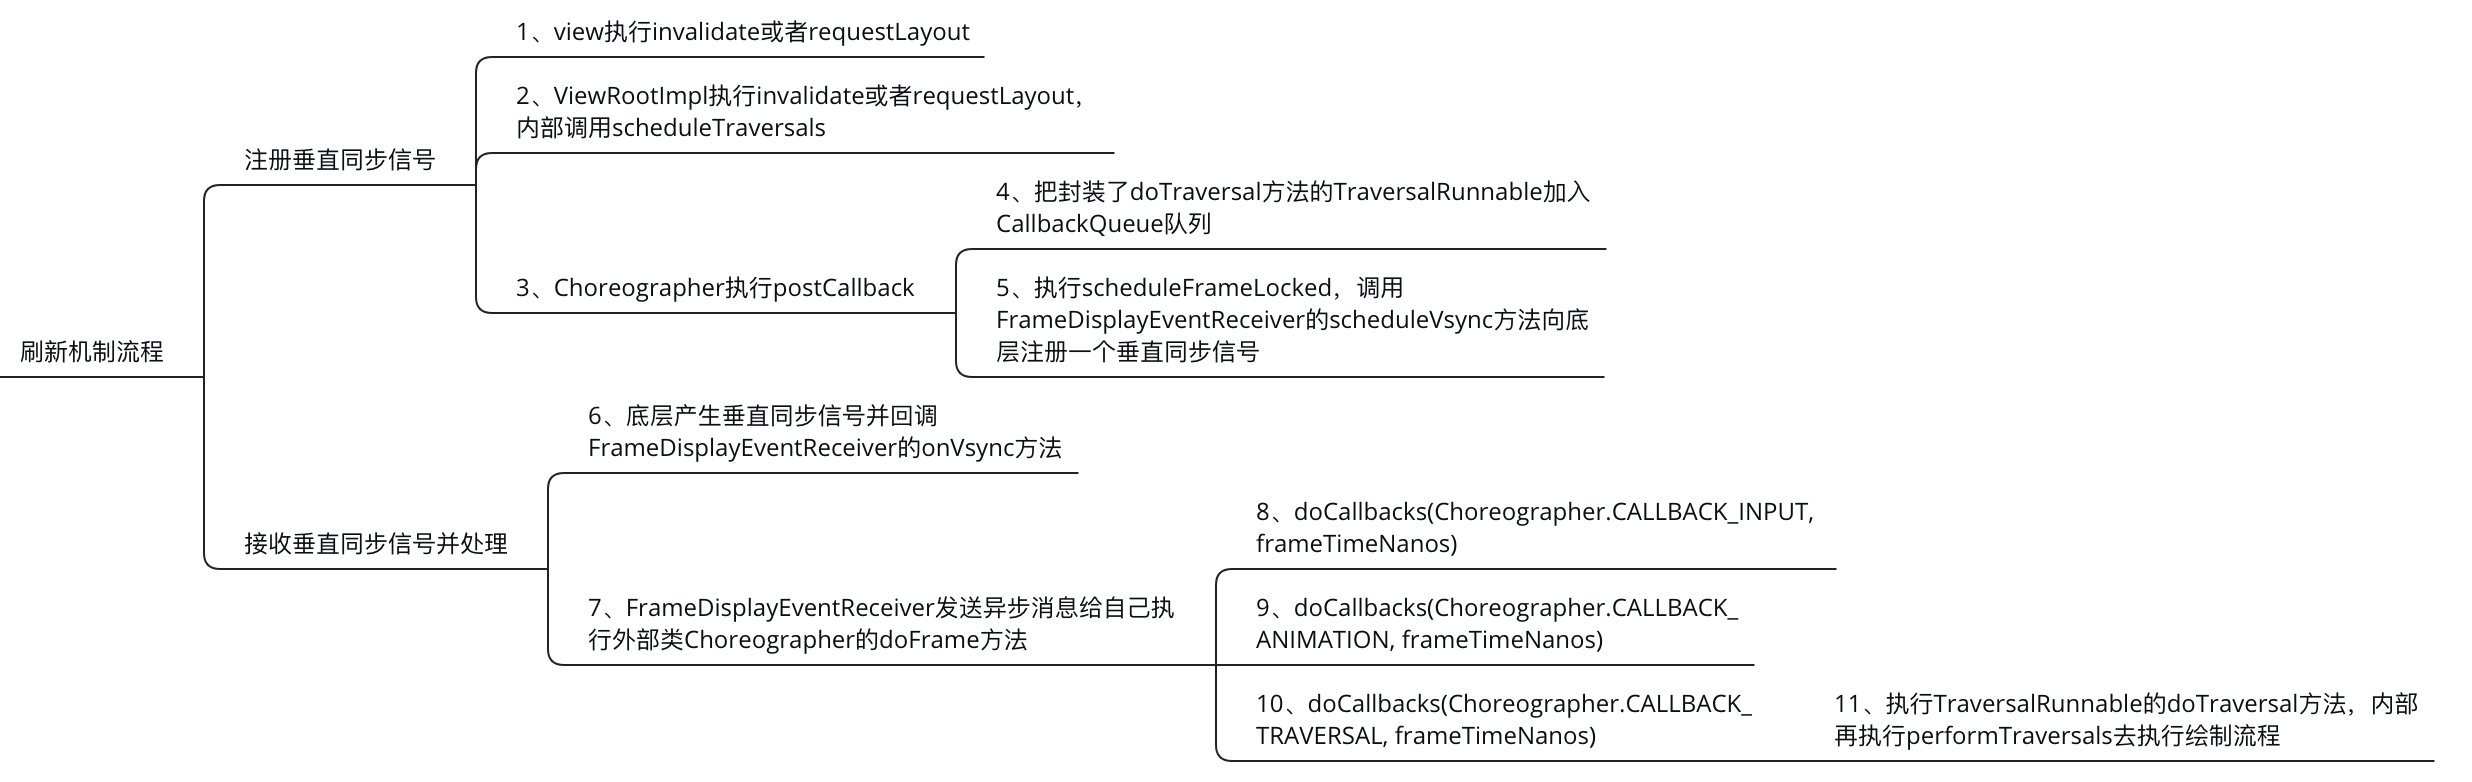 刷新机制流程
注册垂直同步信号
1、view执行invalidate或者requestLayout
2、ViewRootImpl执行invalidate或者requestLayout，
内部调用scheduleTraversals
3、Choreographer执行postCallback
4、把封装了doTraversal方法的TraversalRunnable加入
CallbackQueue队列
5、执行scheduleFrameLocked，调用
FrameDisplayEventReceiver的scheduleVsync方法向底
层注册一个垂直同步信号
接收垂直同步信号并处理
6、底层产生垂直同步信号并回调
FrameDisplayEventReceiver的onVsync方法
7、FrameDisplayEventReceiver发送异步消息给自己执
行外部类Choreographer的doFrame方法
8、doCallbacks(Choreographer.CALLBACK_INPUT,
frameTimeNanos)
9、doCallbacks(Choreographer.CALLBACK_
ANIMATION, frameTimeNanos)
10、doCallbacks(Choreographer.CALLBACK_
TRAVERSAL, frameTimeNanos)
11、执行TraversalRunnable的doTraversal方法，内部
再执行performTraversals去执行绘制流程